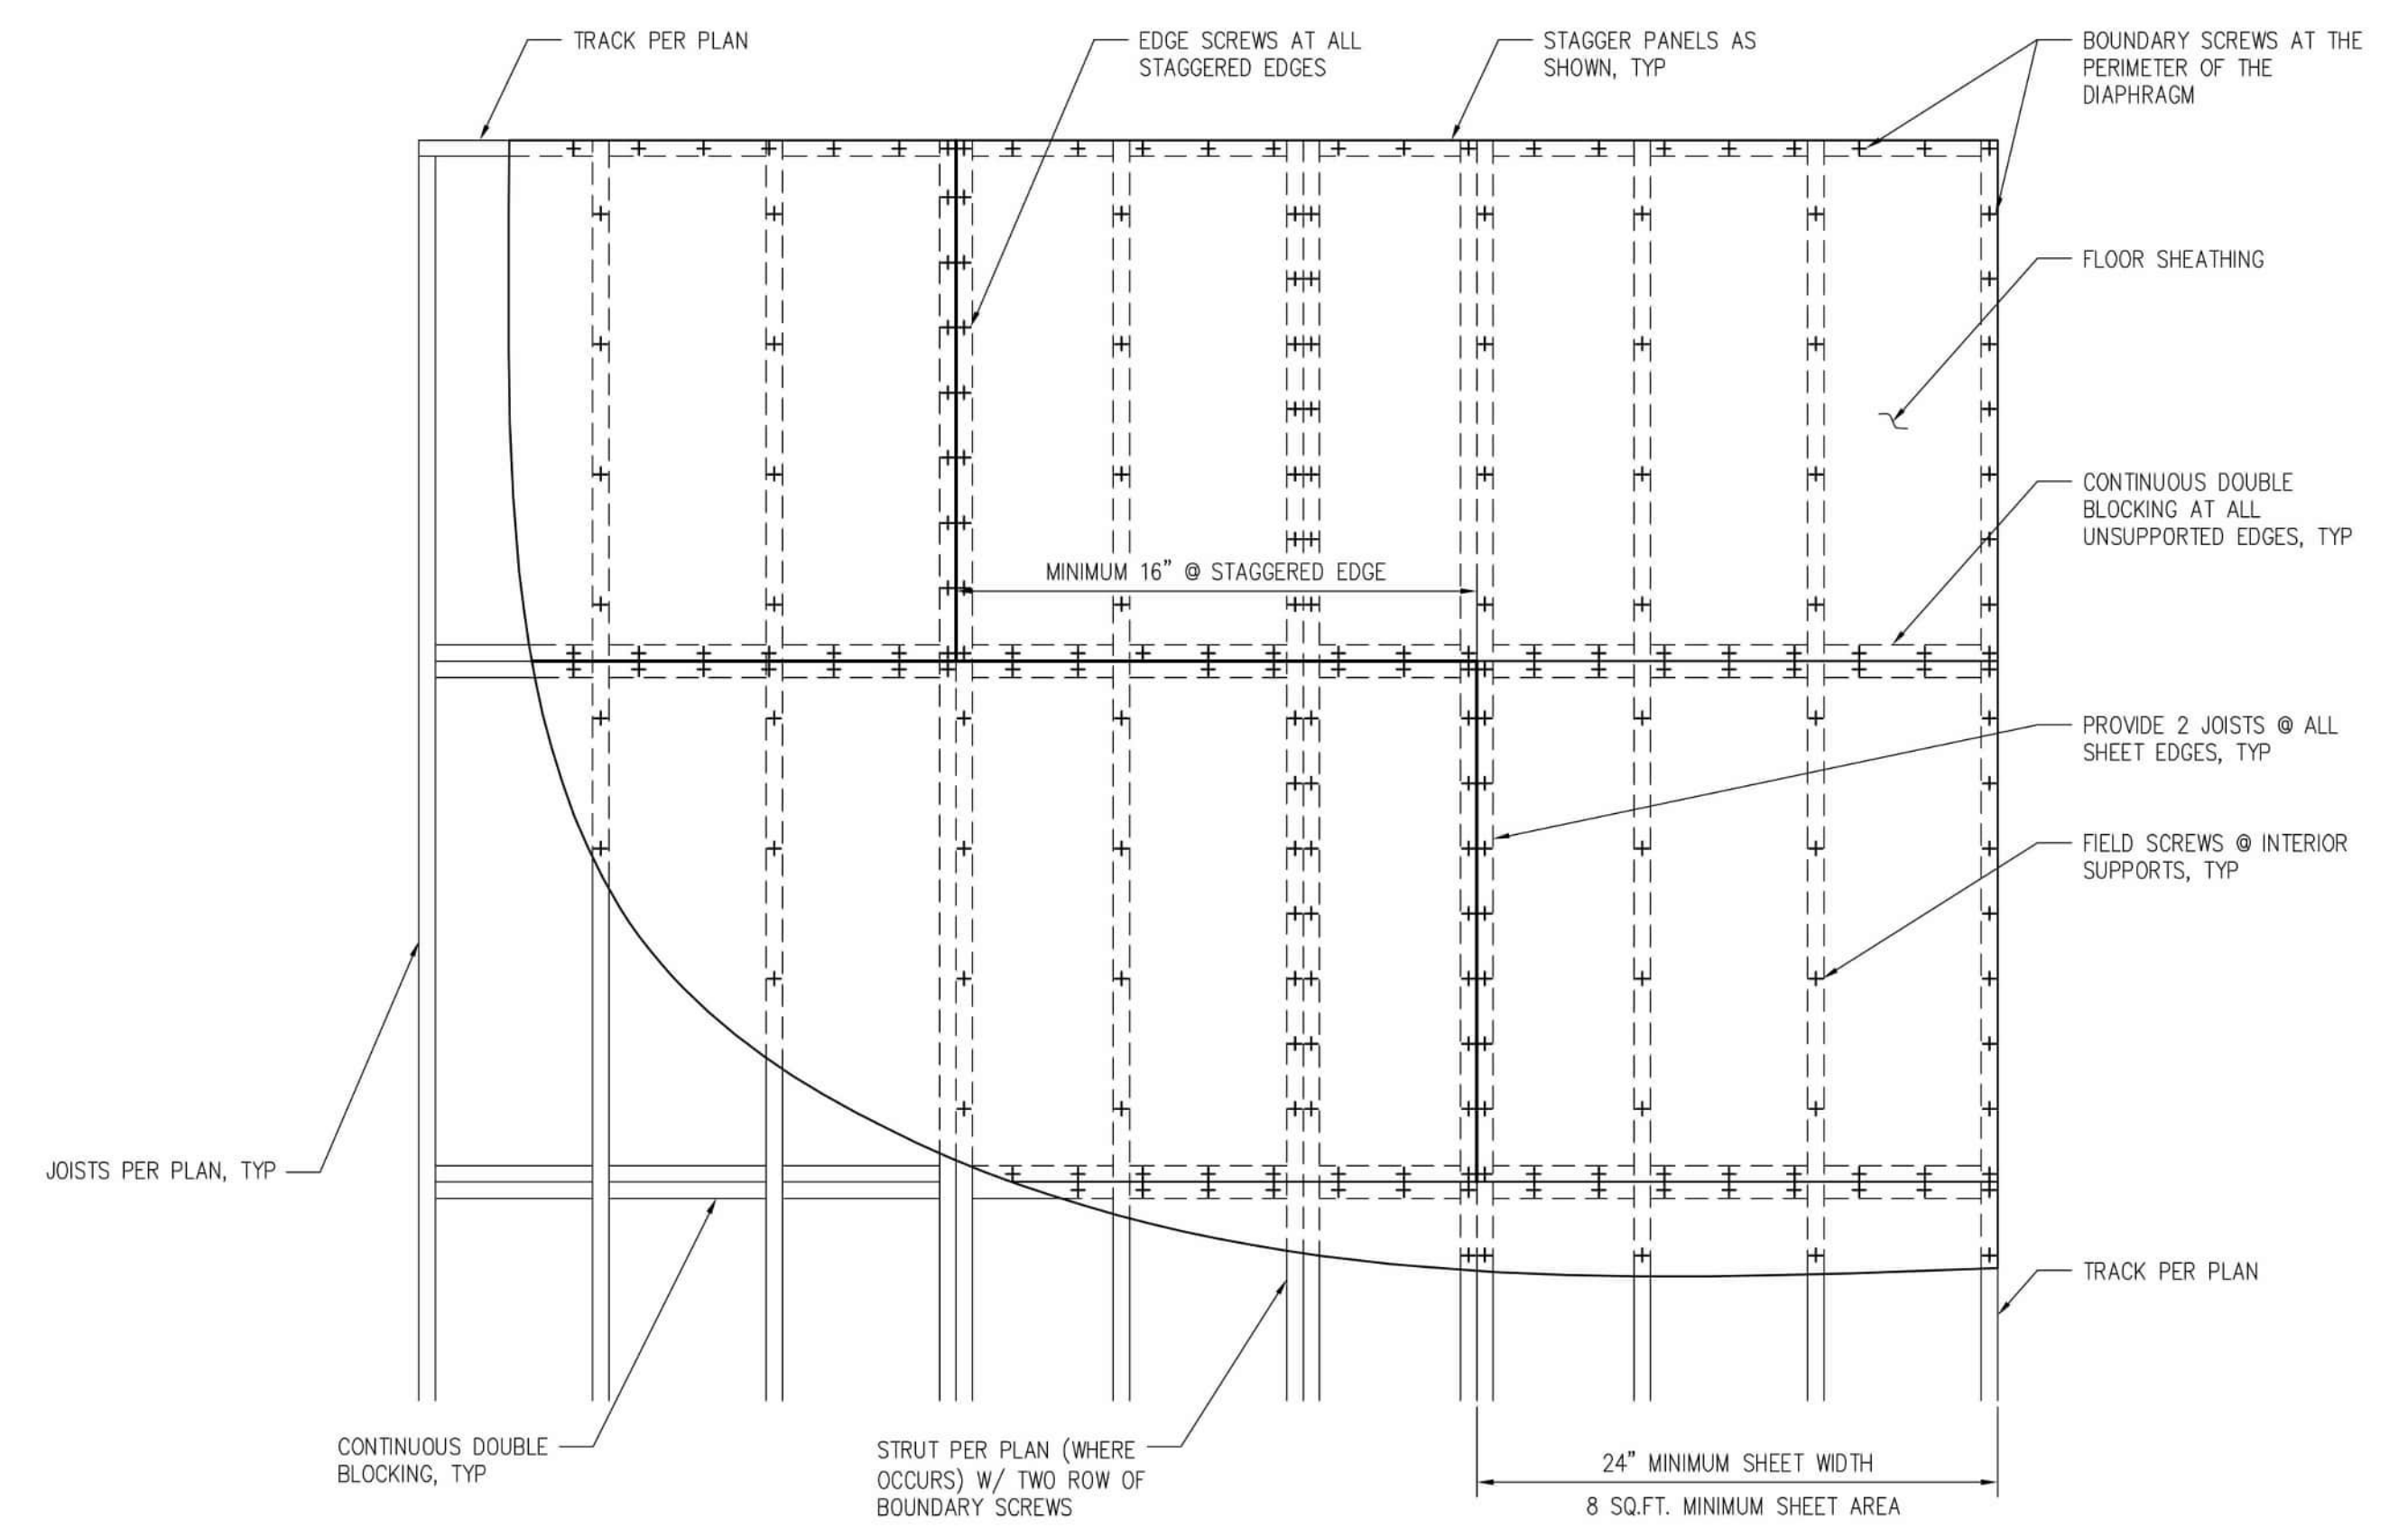 TRACK PER PLAN
EDGE SCREWS AT ALL
STAGGERED EDGES
STAGGER PANELS AS
SHOWN, TYP
BOUNDARY SCREWS AT THE
PERIMETER OF THE
DIAPHRAGM
FLOOR SHEATHING
CONTINUOUS DOUBLE
BLOCKING AT ALL
UNSUPPORTED EDGES, TYP
MINIMUM 16” @ STAGGERED EDGE
PROVIDE 2 JOISTS @ ALL
SHEET EDGES, TYP
FIELD SCREWS @ INTERIOR
SUPPORTS, TYP
JOISTS PER PLAN, TYP
TRACK PER PLAN
CONTINUOUS DOUBLE
BLOCKING, TYP
STRUT PER PLAN (WHERE
OCCURS) W/ TWO ROW OF
BOUNDARY SCREWS
24” MINIMUM SHEET WIDTH
8 SQ.FT. MINIMUM SHEET AREA